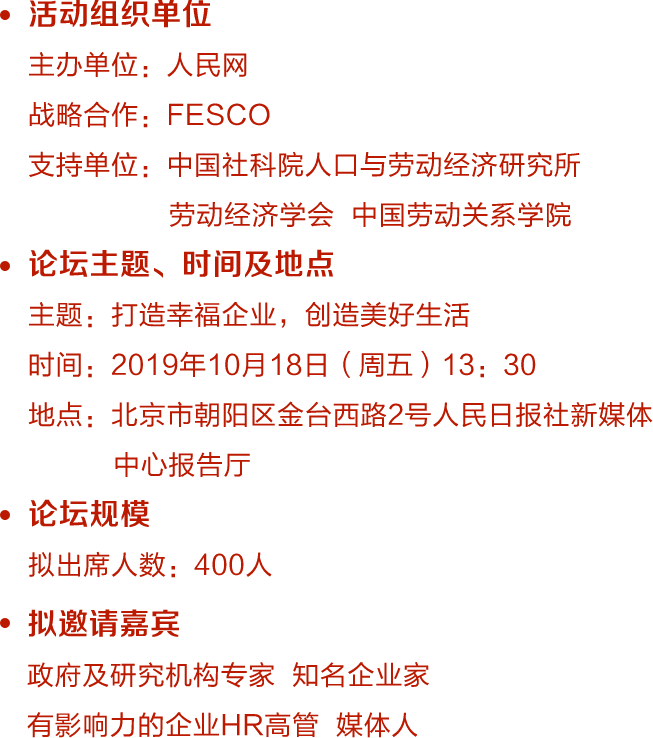 • 活动组织单位
主办单位：人民网
战略合作：FESCO
支持单位：中国社科院人口与劳动经济研究所
劳动经济学会 中国劳动关系学院
• 论坛主题、时间及地点
主题：打造幸福企业，创造美好生活
时间：2019年10月18日（周五）13：30
地点：北京市朝阳区金台西路2号人民日报社新媒体
中心报告厅
• 论坛规模
拟出席人数：400人
• 拟邀请嘉宾
政府及研究机构专家 知名企业家
有影响力的企业HR高管 媒体人